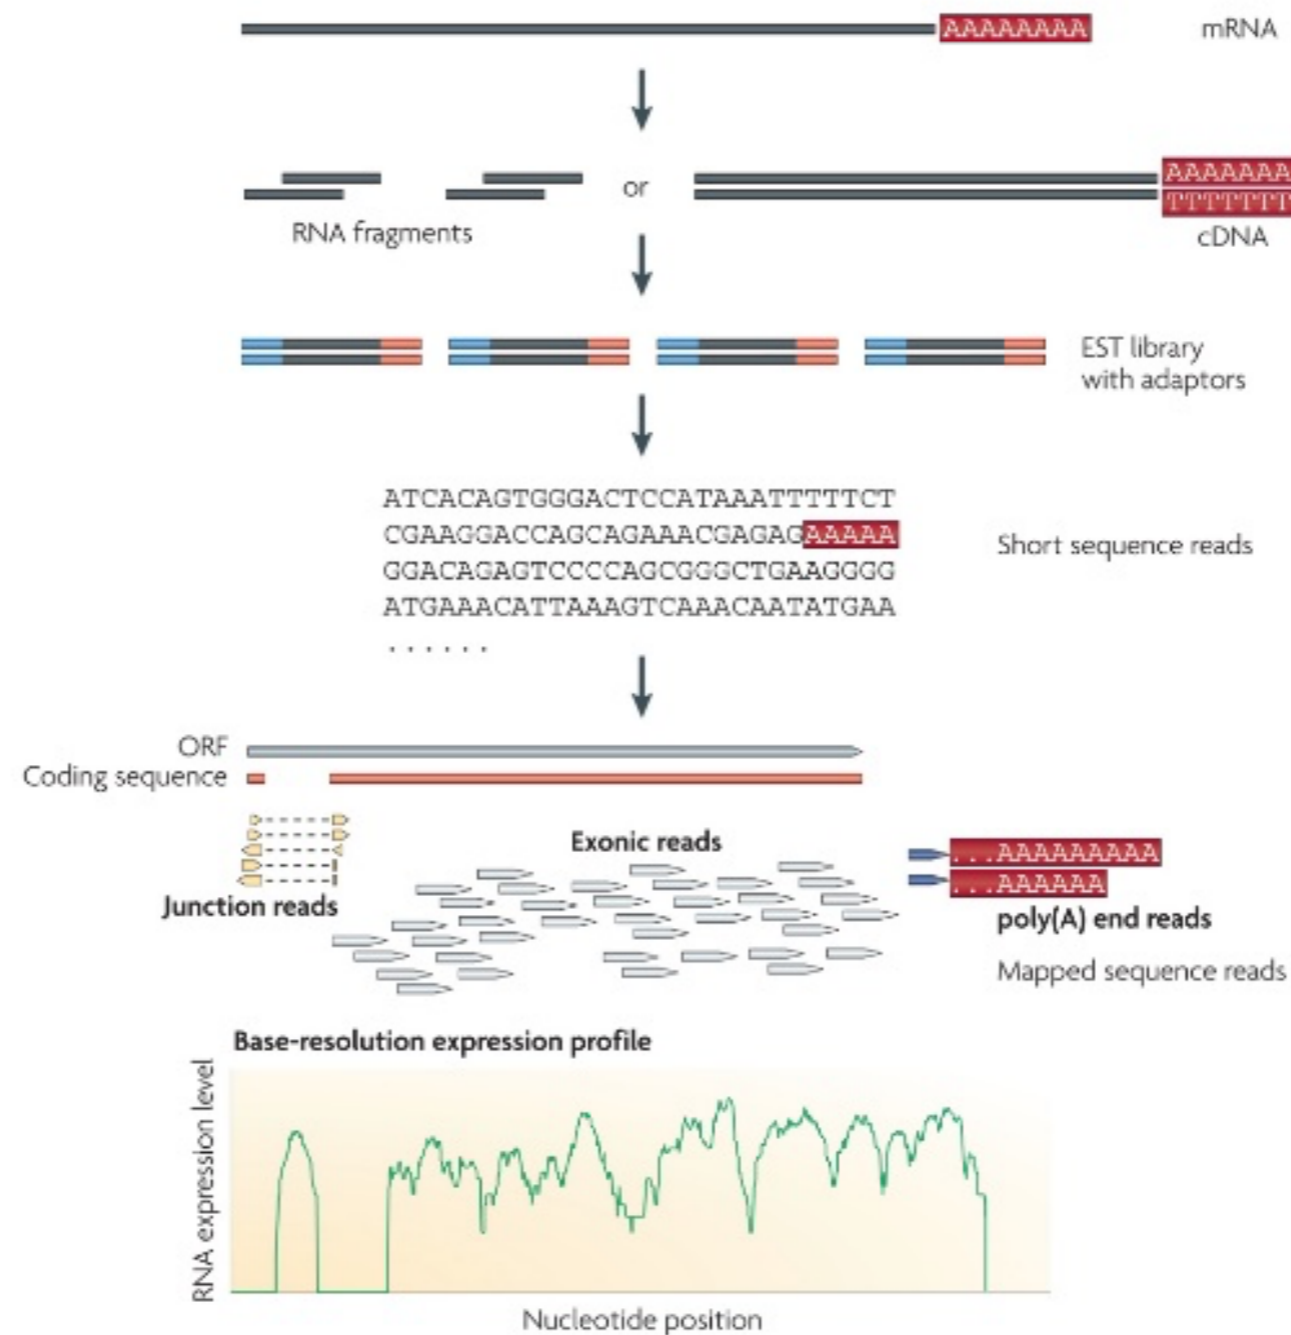 AAAAAAAA mRNA
or
AAAAAAA
TTTTTTT
RNA fragments
cDNA
EST library
with adaptors
ATCACAGTGGGACTCCATAAATTTTTCT
CGAAGGACCAGCAGAAACGAGAGAAAAA
GGACAGAGTCCCCAGCGGGCTGAAGGGG
ATGAAACATTAAAGTCAAACAATATGAA
. . . . . .
Short sequence reads
ORF
Coding sequence
Junction reads
Exonic reads
...AAAAAAAAA
...AAAAAA
poly(A) end reads
Mapped sequence reads
Base-resolution expression profile
RNA expression level
Nucleotide position